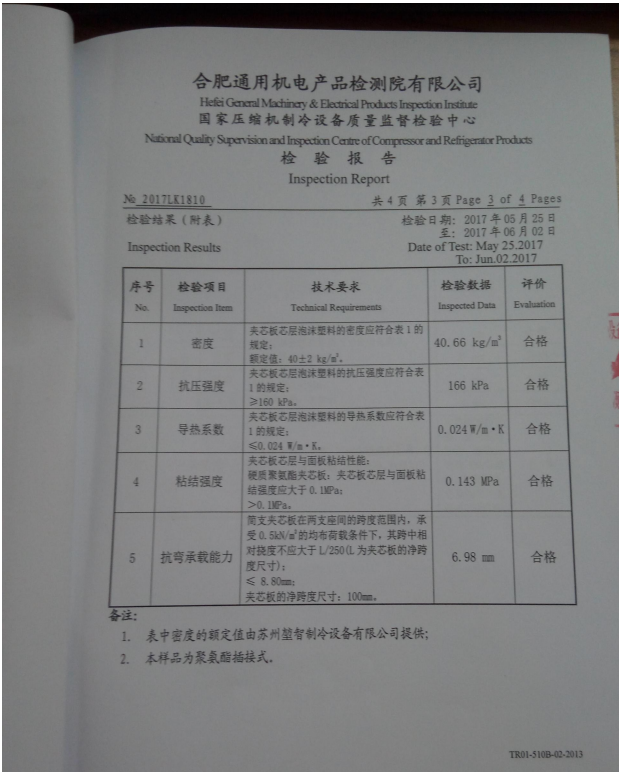 合肥通用机电产品检测院有限公司
Hefei General Machinery & Electrical Products Inspection Institute
国家压缩机制冷设备质量监督检验中心
National Quality Supervision and Inspection Centre of Compressor and Refrigerator Products
检 验 报 告
Inspection Report
№ 2017LK1810 共 4 页 第 3 页 Page 3 of 4 Pages
检验结果(附表) 检验日期: 2017 年 05 月 25 日
至: 2017 年 06 月 02 日
Inspection Results Date of Test: May 25.2017
To: Jun.02.2017
序号 检验项目 技术要求 检验数据 评价
No. Inspection Item Technical Requirements Inspected Data Evaluation
夹芯板芯层泡沫塑料的密度应符合表 1 的
1 密度 规定; 40.66 kg/m³ 合格
额定值: 40±2 kg/m³。
夹芯板芯层泡沫塑料的抗压强度应符合表
2 抗压强度 1 的规定; 166 kPa 合格
≥160 kPa。
夹芯板芯层泡沫塑料的导热系数应符合表
3 导热系数 1 的规定; 0.024 W/m·K 合格
≤0.024 W/m·K。
夹芯板芯层与面板粘结性能:
4 粘结强度 硬质聚氨酯夹芯板: 夹芯板芯层与面板粘 0.143 MPa 合格
结强度应大于 0.1MPa;
>0.1MPa。
简支夹芯板在两支座间的跨度范围内, 承
受 0.5kN/m²的均布荷载条件下, 其跨中相
5 抗弯承载能力 对挠度不应大于 L/250(L 为夹芯板的净跨 6.98 mm 合格
度尺寸);
≤ 8.80mm;
夹芯板的净跨度尺寸: 100mm。
备注:
1. 表中密度的额定值由苏州堃智制冷设备有限公司提供;
2. 本样品为聚氨酯插接式。
TR01-510B-02-2013